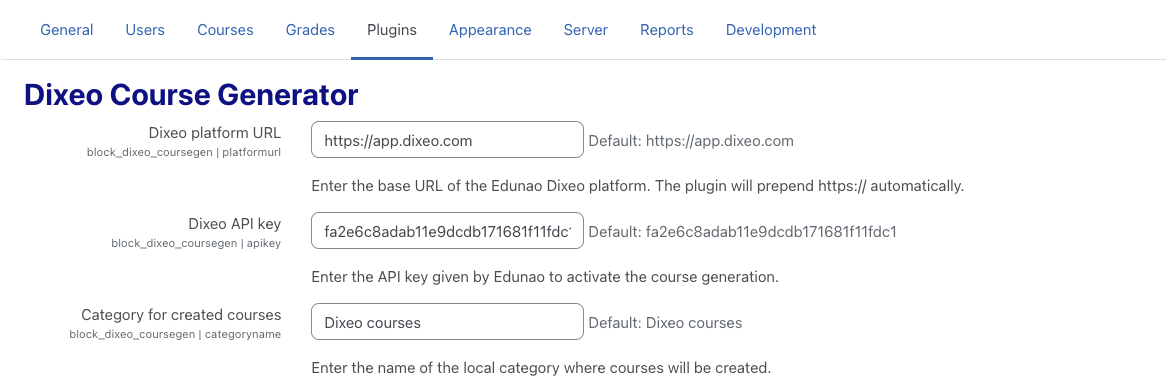 General Users Courses Grades Plugins Appearance Server Reports Development
Dixeo Course Generator
Dixeo platform URL
block_dixeo_coursegen | platformurl
https://app.dixeo.com Default: https://app.dixeo.com
Enter the base URL of the Edunao Dixeo platform. The plugin will prepend https:// automatically.
Dixeo API key
block_dixeo_coursegen | apikey
fa2e6c8adab11e9dcdb171681f11fdc1 Default: fa2e6c8adab11e9dcdb171681f11fdc1
Enter the API key given by Edunao to activate the course generation.
Category for created courses
block_dixeo_coursegen | categoryname
Dixeo courses Default: Dixeo courses
Enter the name of the local category where courses will be created.